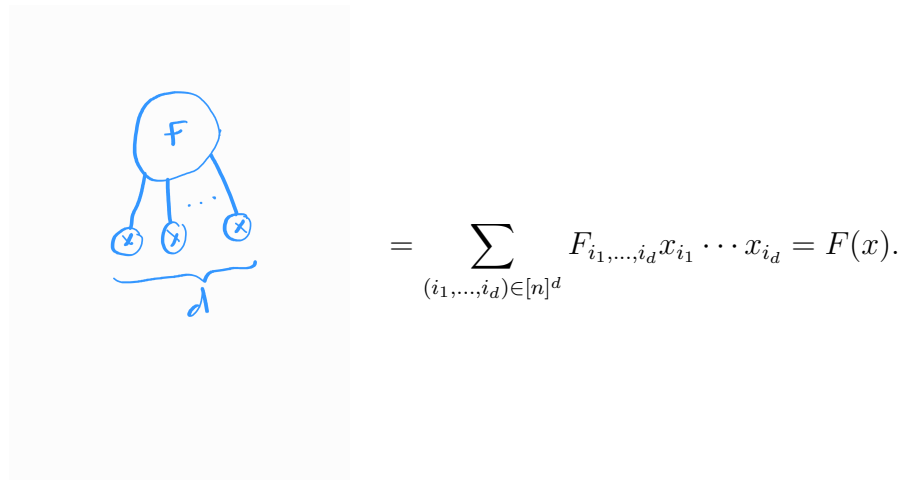 F
...
x x x
d
= ∑_{(i_1,...,i_d)∈[n]^d} F_{i_1,...,i_d} x_{i_1} ··· x_{i_d} = F(x).